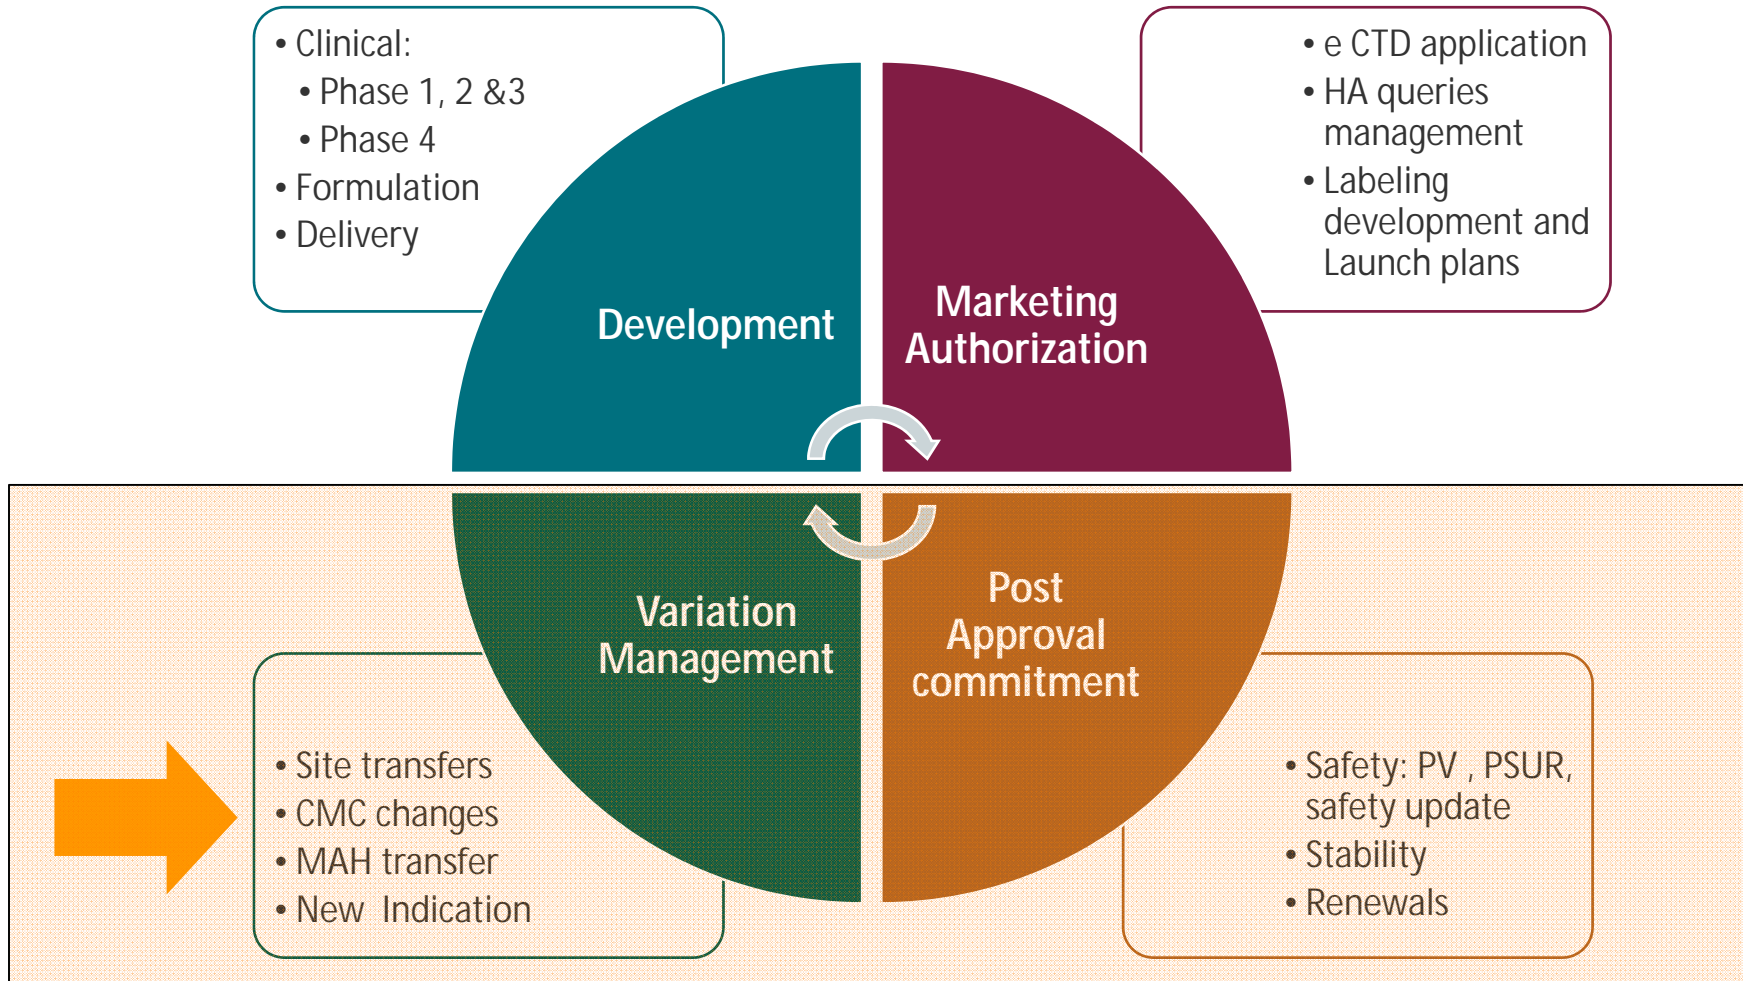 • Clinical:
• Phase 1, 2 &3
• Phase 4
• Formulation
• Delivery
• e CTD application
• HA queries
management
• Labeling
development and
Launch plans
Development
Marketing
Authorization
Variation
Management
Post
Approval
commitment
• Site transfers
• CMC changes
• MAH transfer
• New Indication
• Safety: PV , PSUR,
safety update
• Stability
• Renewals